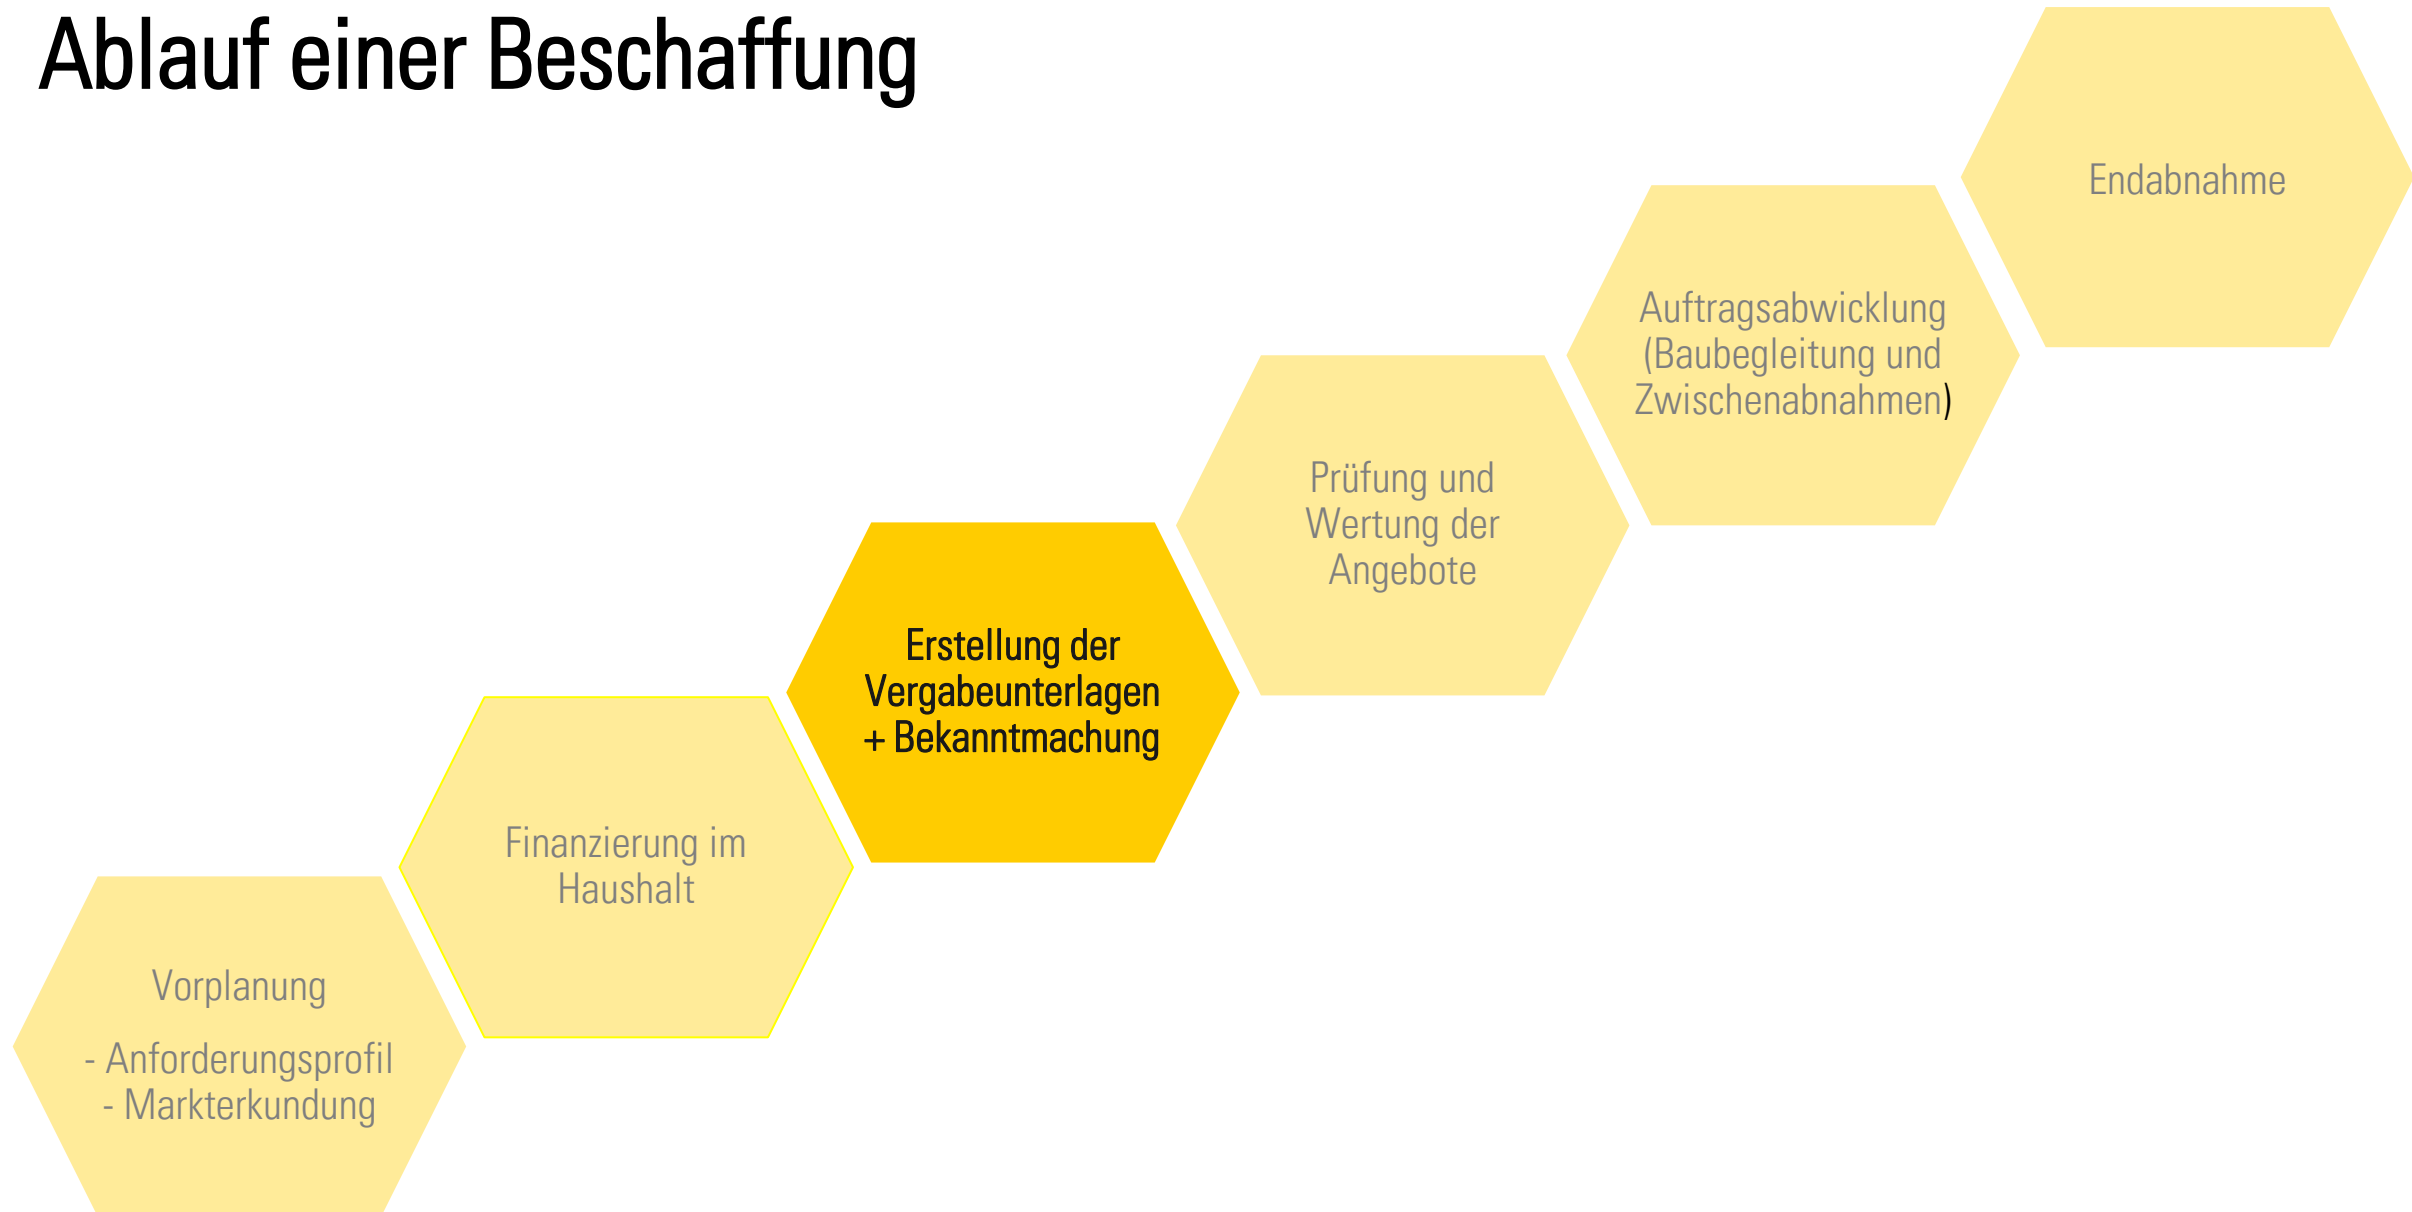 Ablauf einer Beschaffung
Vorplanung
- Anforderungsprofil
- Markterkundung
Finanzierung im
Haushalt
Erstellung der
Vergabeunterlagen
+ Bekanntmachung
Prüfung und
Wertung der
Angebote
Auftragsabwicklung
(Baubegleitung und
Zwischenabnahmen)
Endabnahme